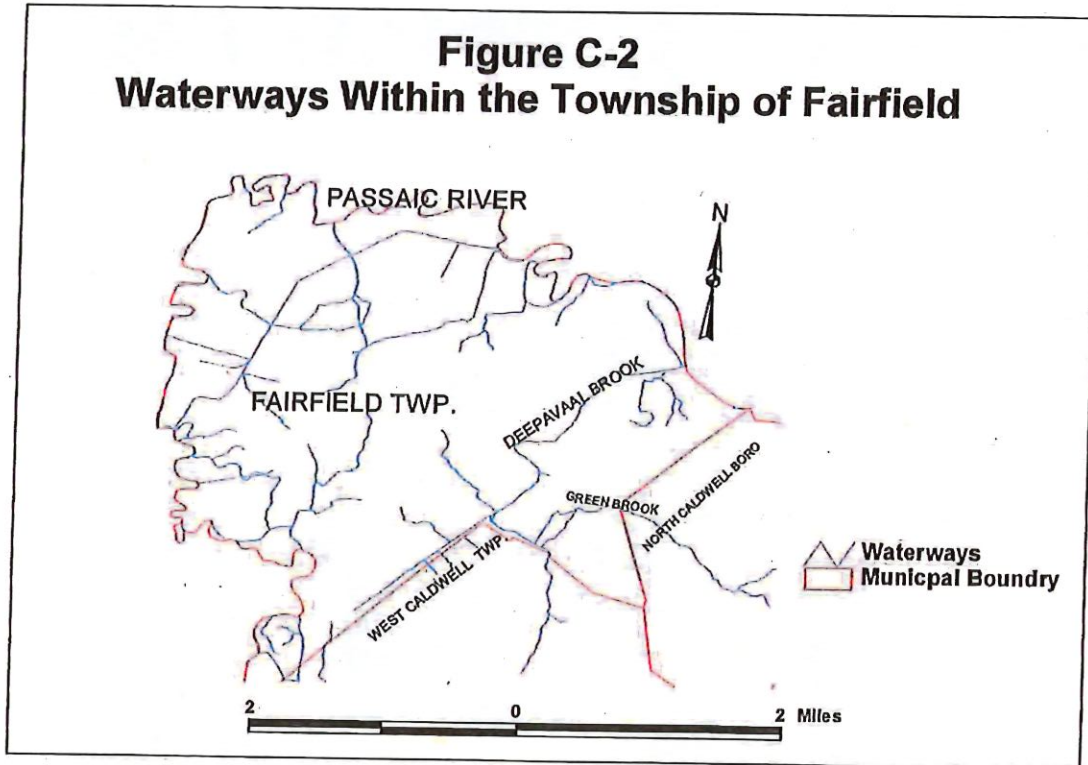 Figure C-2
Waterways Within the Township of Fairfield
PASSAIC RIVER
N
FAIRFIELD TWP.
DEEPAVAAL BROOK
GREEN BROOK
NORTH CALDWELL BORO
WEST CALDWELL TWP.
Waterways
Municpal Boundry
2 0 2 Miles